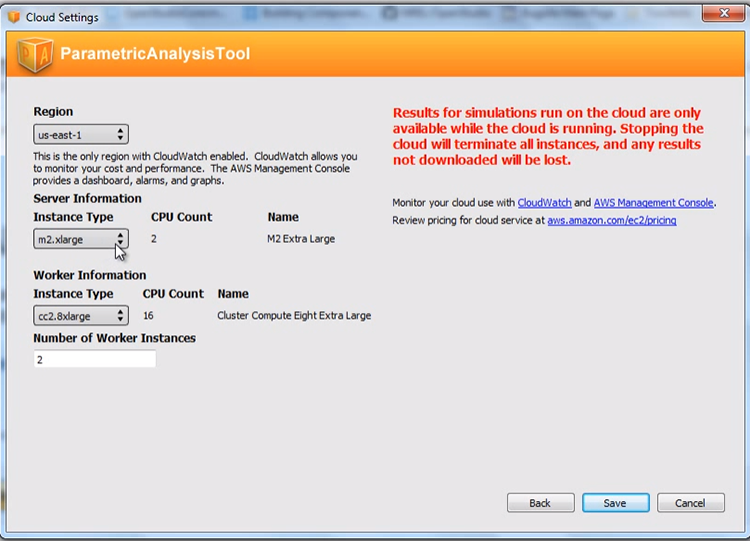 Cloud Settings
ParametricAnalysisTool
Region
us-east-1
This is the only region with CloudWatch enabled. CloudWatch allows you
to monitor your cost and performance. The AWS Management Console
provides a dashboard, alarms, and graphs.
Server Information
Instance Type CPU Count Name
m2.xlarge 2 M2 Extra Large
Worker Information
Instance Type CPU Count Name
cc2.8xlarge 16 Cluster Compute Eight Extra Large
Number of Worker Instances
2
Results for simulations run on the cloud are only
available while the cloud is running. Stopping the
cloud will terminate all instances, and any results
not downloaded will be lost.
Monitor your cloud use with CloudWatch and AWS Management Console.
Review pricing for cloud service at aws.amazon.com/ec2/pricing
Back Save Cancel